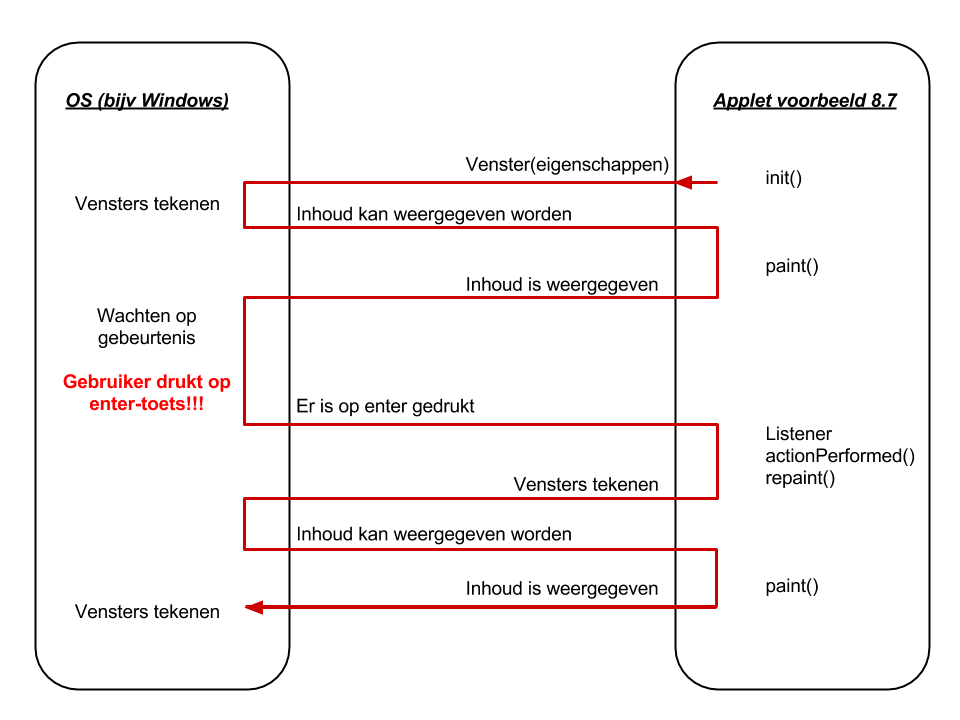 OS (bijv Windows)
Applet voorbeeld 8.7
Venster(eigenschappen)
init()
Vensters tekenen
Inhoud kan weergegeven worden
paint()
Inhoud is weergegeven
Wachten op
gebeurtenis
Gebruiker drukt op
enter-toets!!!
Er is op enter gedrukt
Listener
actionPerformed()
repaint()
Vensters tekenen
Inhoud kan weergegeven worden
Inhoud is weergegeven
paint()
Vensters tekenen